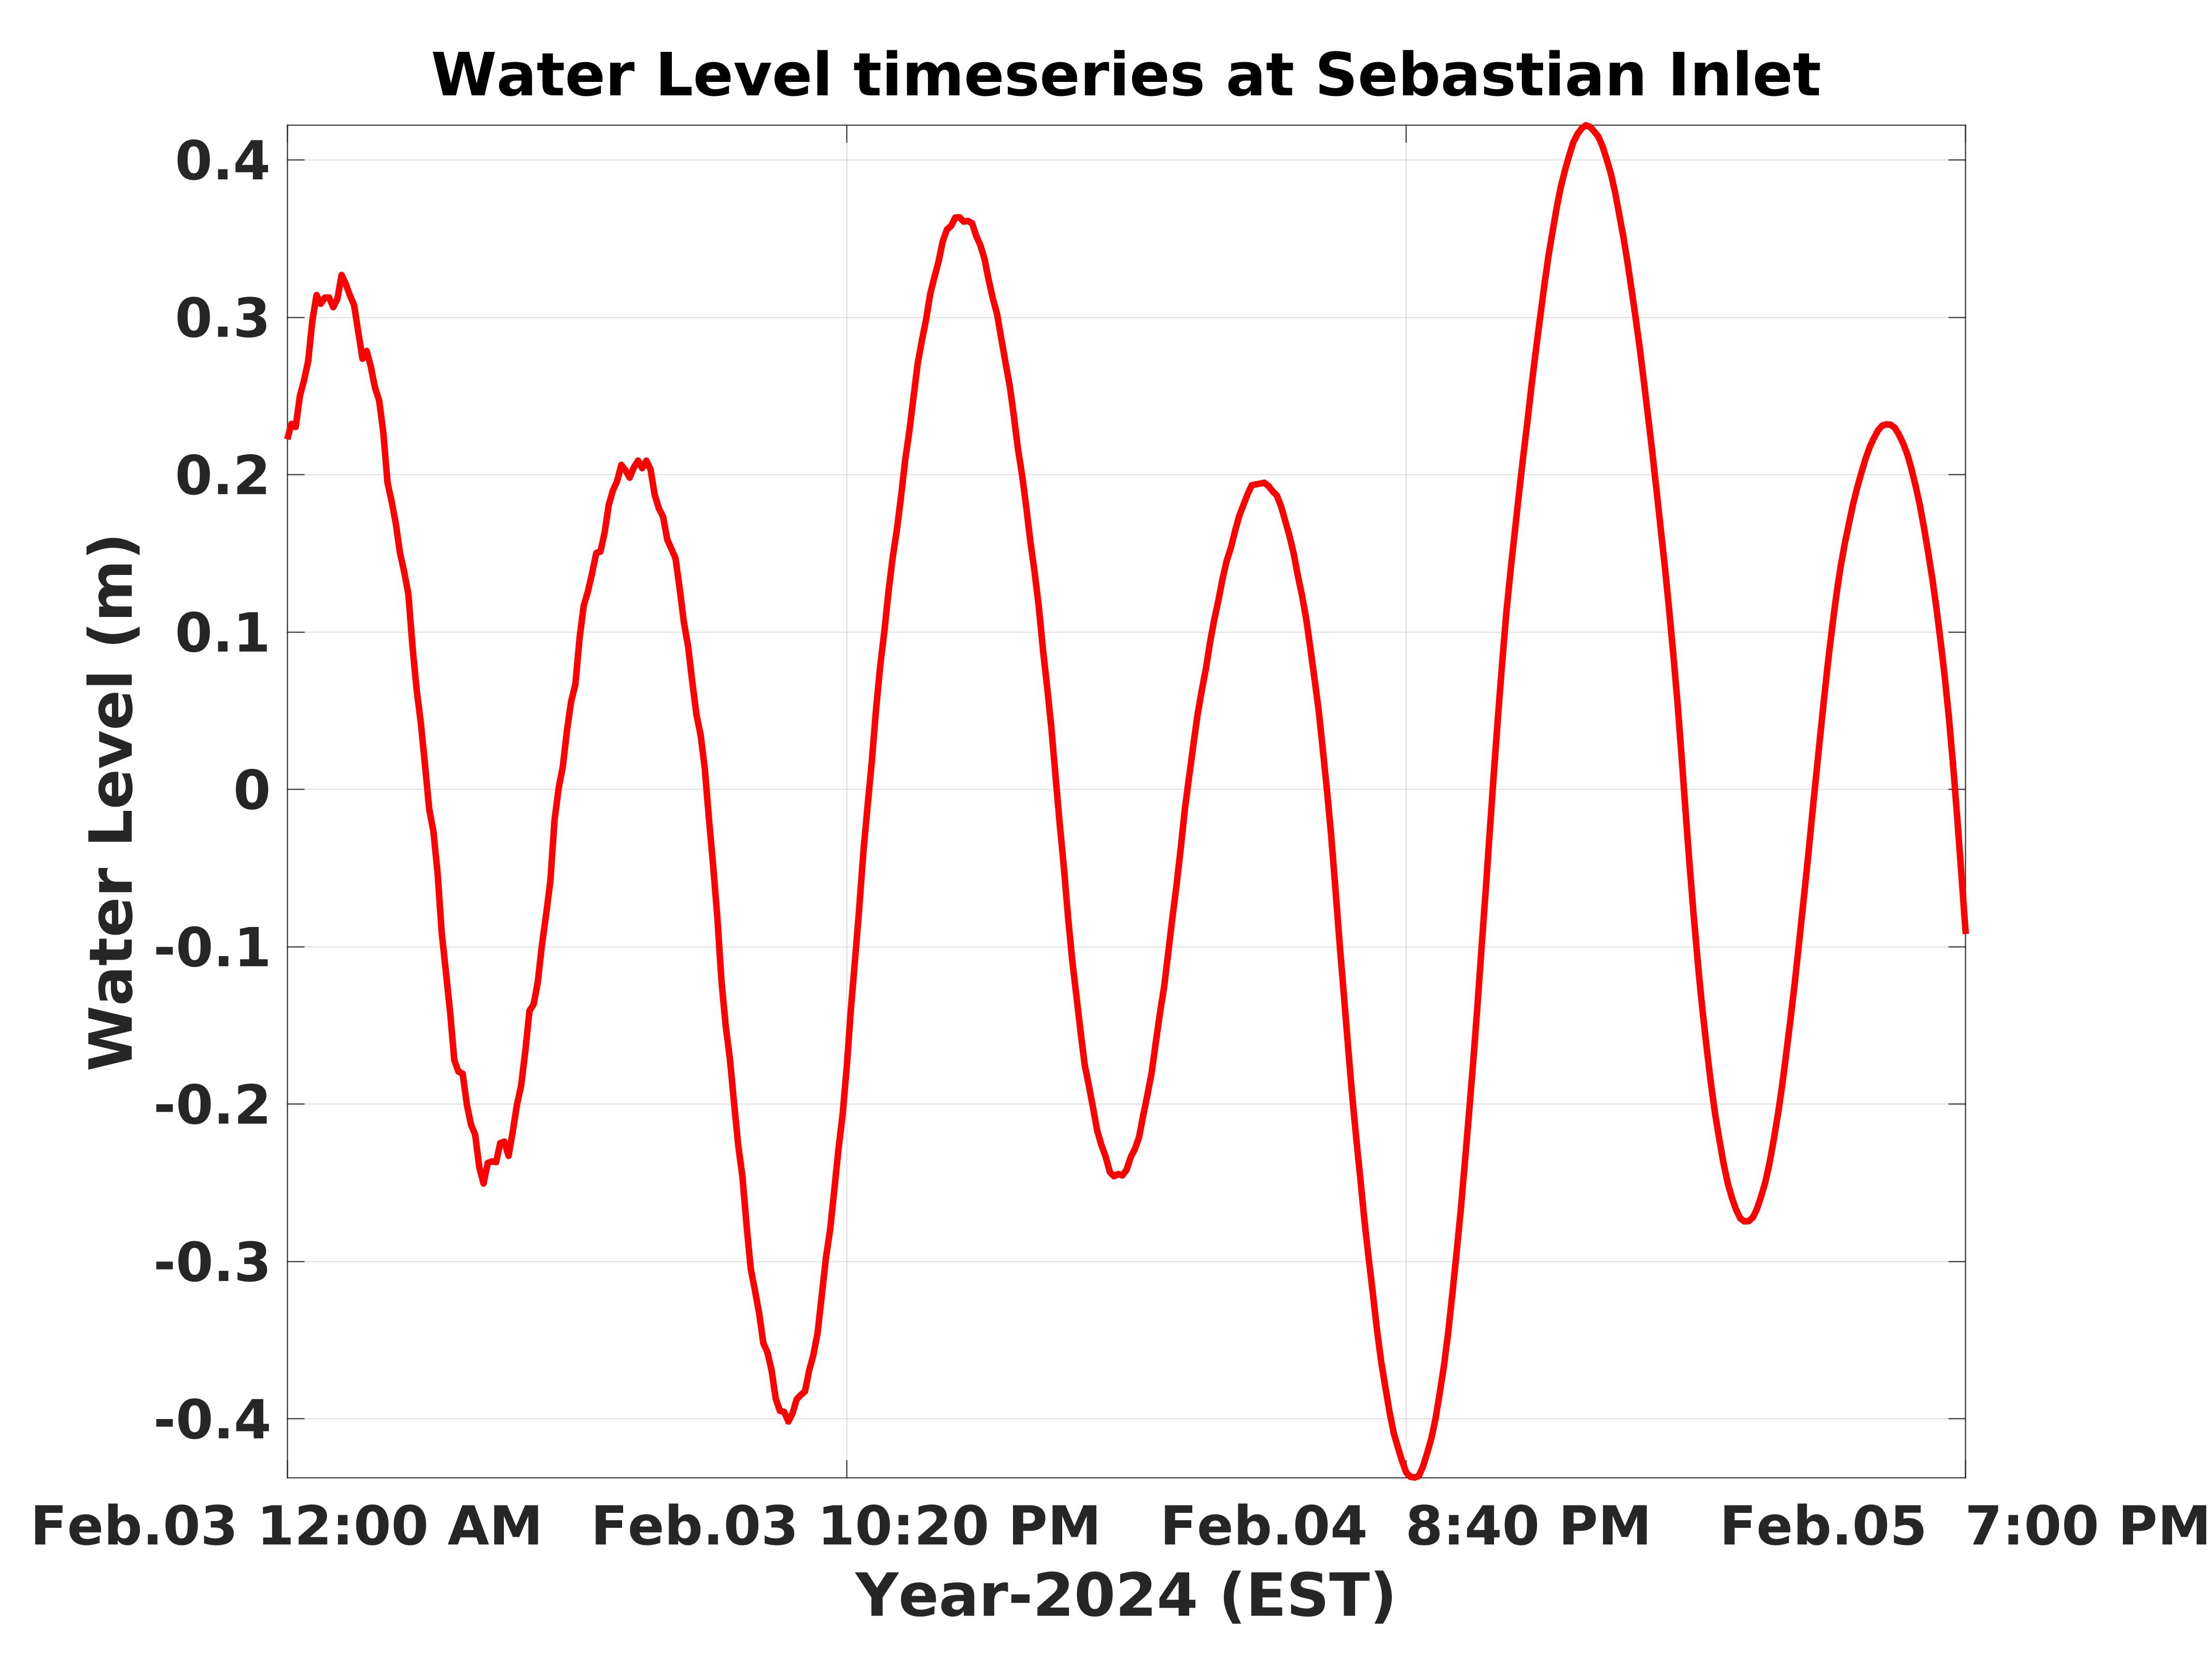 Water Level timeseries at Sebastian Inlet
0.4
0.3
0.2
0.1
0
-0.1
-0.2
-0.3
-0.4
Water Level (m)
Feb.03 12:00 AM Feb.03 10:20 PM Feb.04 8:40 PM Feb.05 7:00 PM
Year-2024 (EST)